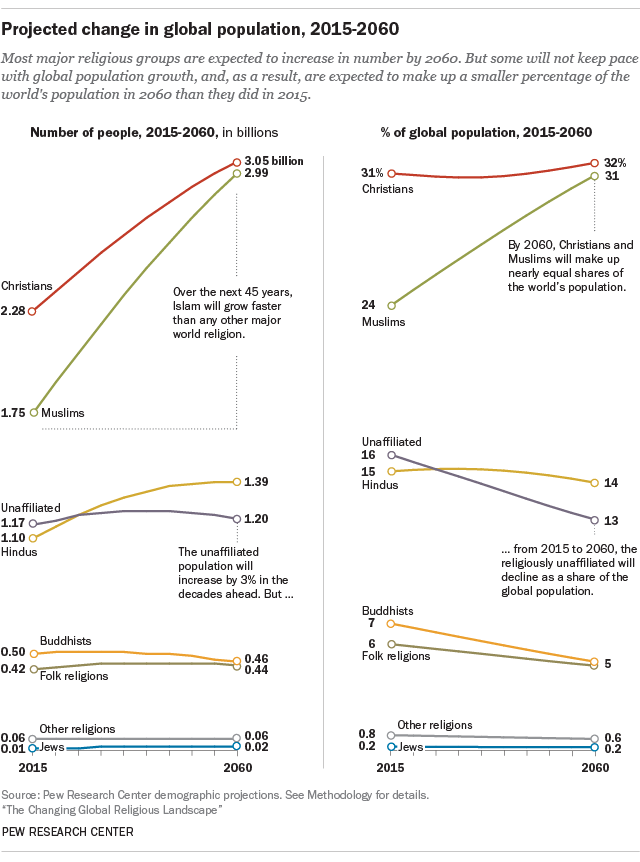 Projected change in global population, 2015-2060
Most major religious groups are expected to increase in number by 2060. But some will not keep pace
with global population growth, and, as a result, are expected to make up a smaller percentage of the
world's population in 2060 than they did in 2015.
Number of people, 2015-2060, in billions
3.05 billion
2.99
Christians
2.28
Over the next 45 years,
Islam will grow faster
than any other major
world religion.
1.75
Muslims
1.39
Unaffiliated
1.17
1.20
1.10
Hindus
The unaffiliated
population will
increase by 3% in the
decades ahead. But ...
Buddhists
0.50
0.46
0.42
0.44
Folk religions
Other religions
0.06
0.06
0.01
Jews
0.02
2015
2060
% of global population, 2015-2060
32%
31%
31
Christians
By 2060, Christians and
Muslims will make up
nearly equal shares of
the world's population.
24
Muslims
Unaffiliated
16
15
Hindus
14
13
... from 2015 to 2060, the
religiously unaffiliated will
decline as a share of the
global population.
Buddhists
7
6
Folk religions
5
Other religions
0.8
0.6
0.2
Jews
0.2
2015
2060
Source: Pew Research Center demographic projections. See Methodology for details.
"The Changing Global Religious Landscape"
PEW RESEARCH CENTER